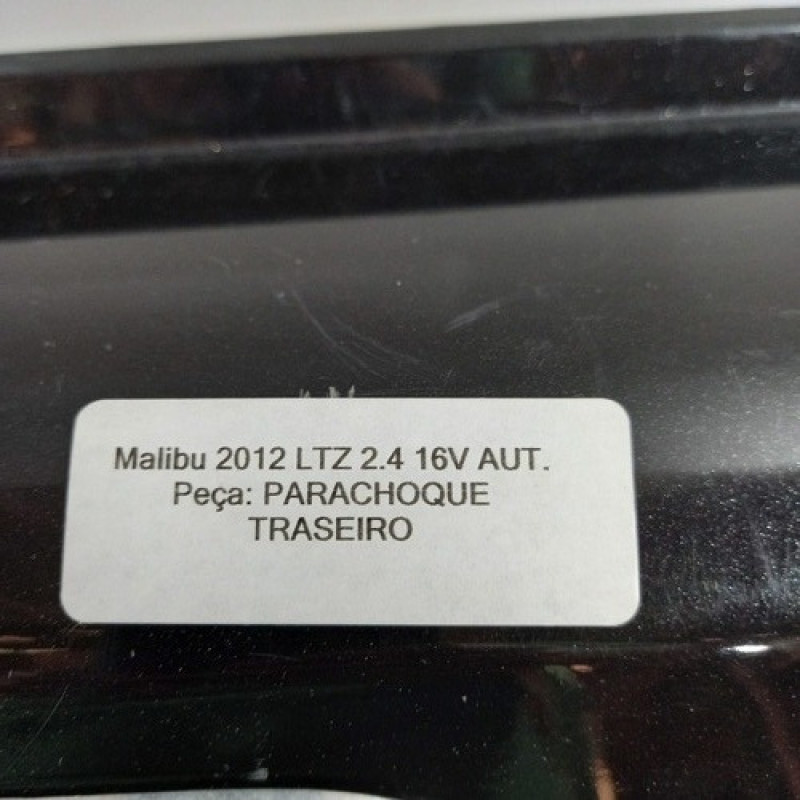 Malibu 2012 LTZ 2.4 16V AUT.
Peça: PARACHOQUE
TRASEIRO